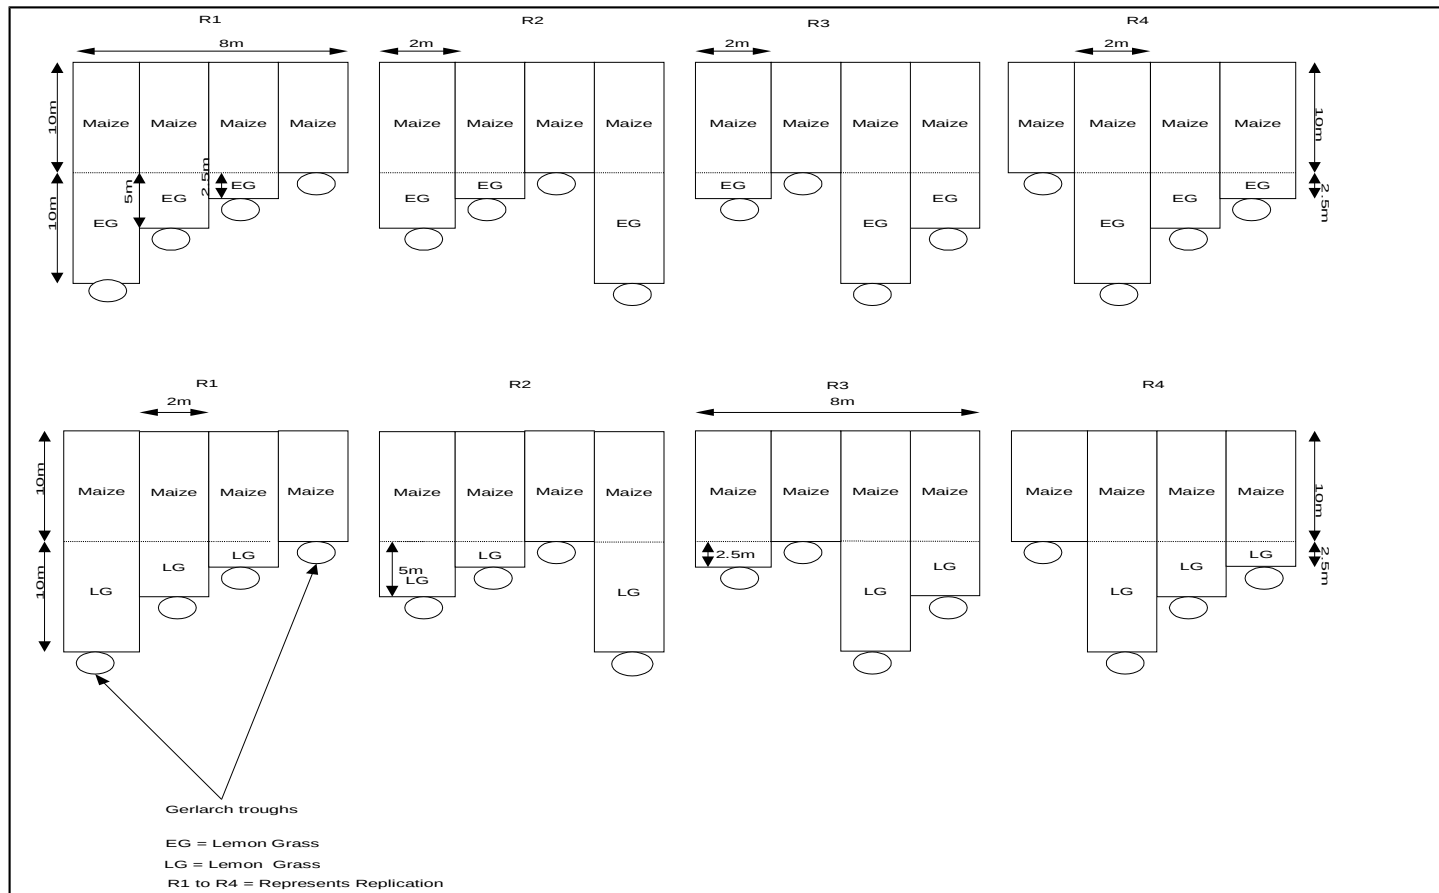 R1 R2 R3 R4
8m 2m 2m 2m
10m Maize Maize Maize Maize Maize Maize Maize Maize Maize Maize Maize Maize Maize Maize Maize Maize 10m
10m EG 5m EG 2.5m EG EG EG EG EG EG EG EG EG EG 2.5m
R1 R2 R3 R4
2m 8m
10m Maize Maize Maize Maize Maize Maize Maize Maize Maize Maize Maize Maize Maize Maize Maize Maize 10m
10m LG LG LG 5m LG LG LG 2.5m LG LG LG LG LG 2.5m
Gerlarch troughs
EG = Lemon Grass
LG = Lemon Grass
R1 to R4 = Represents Replication